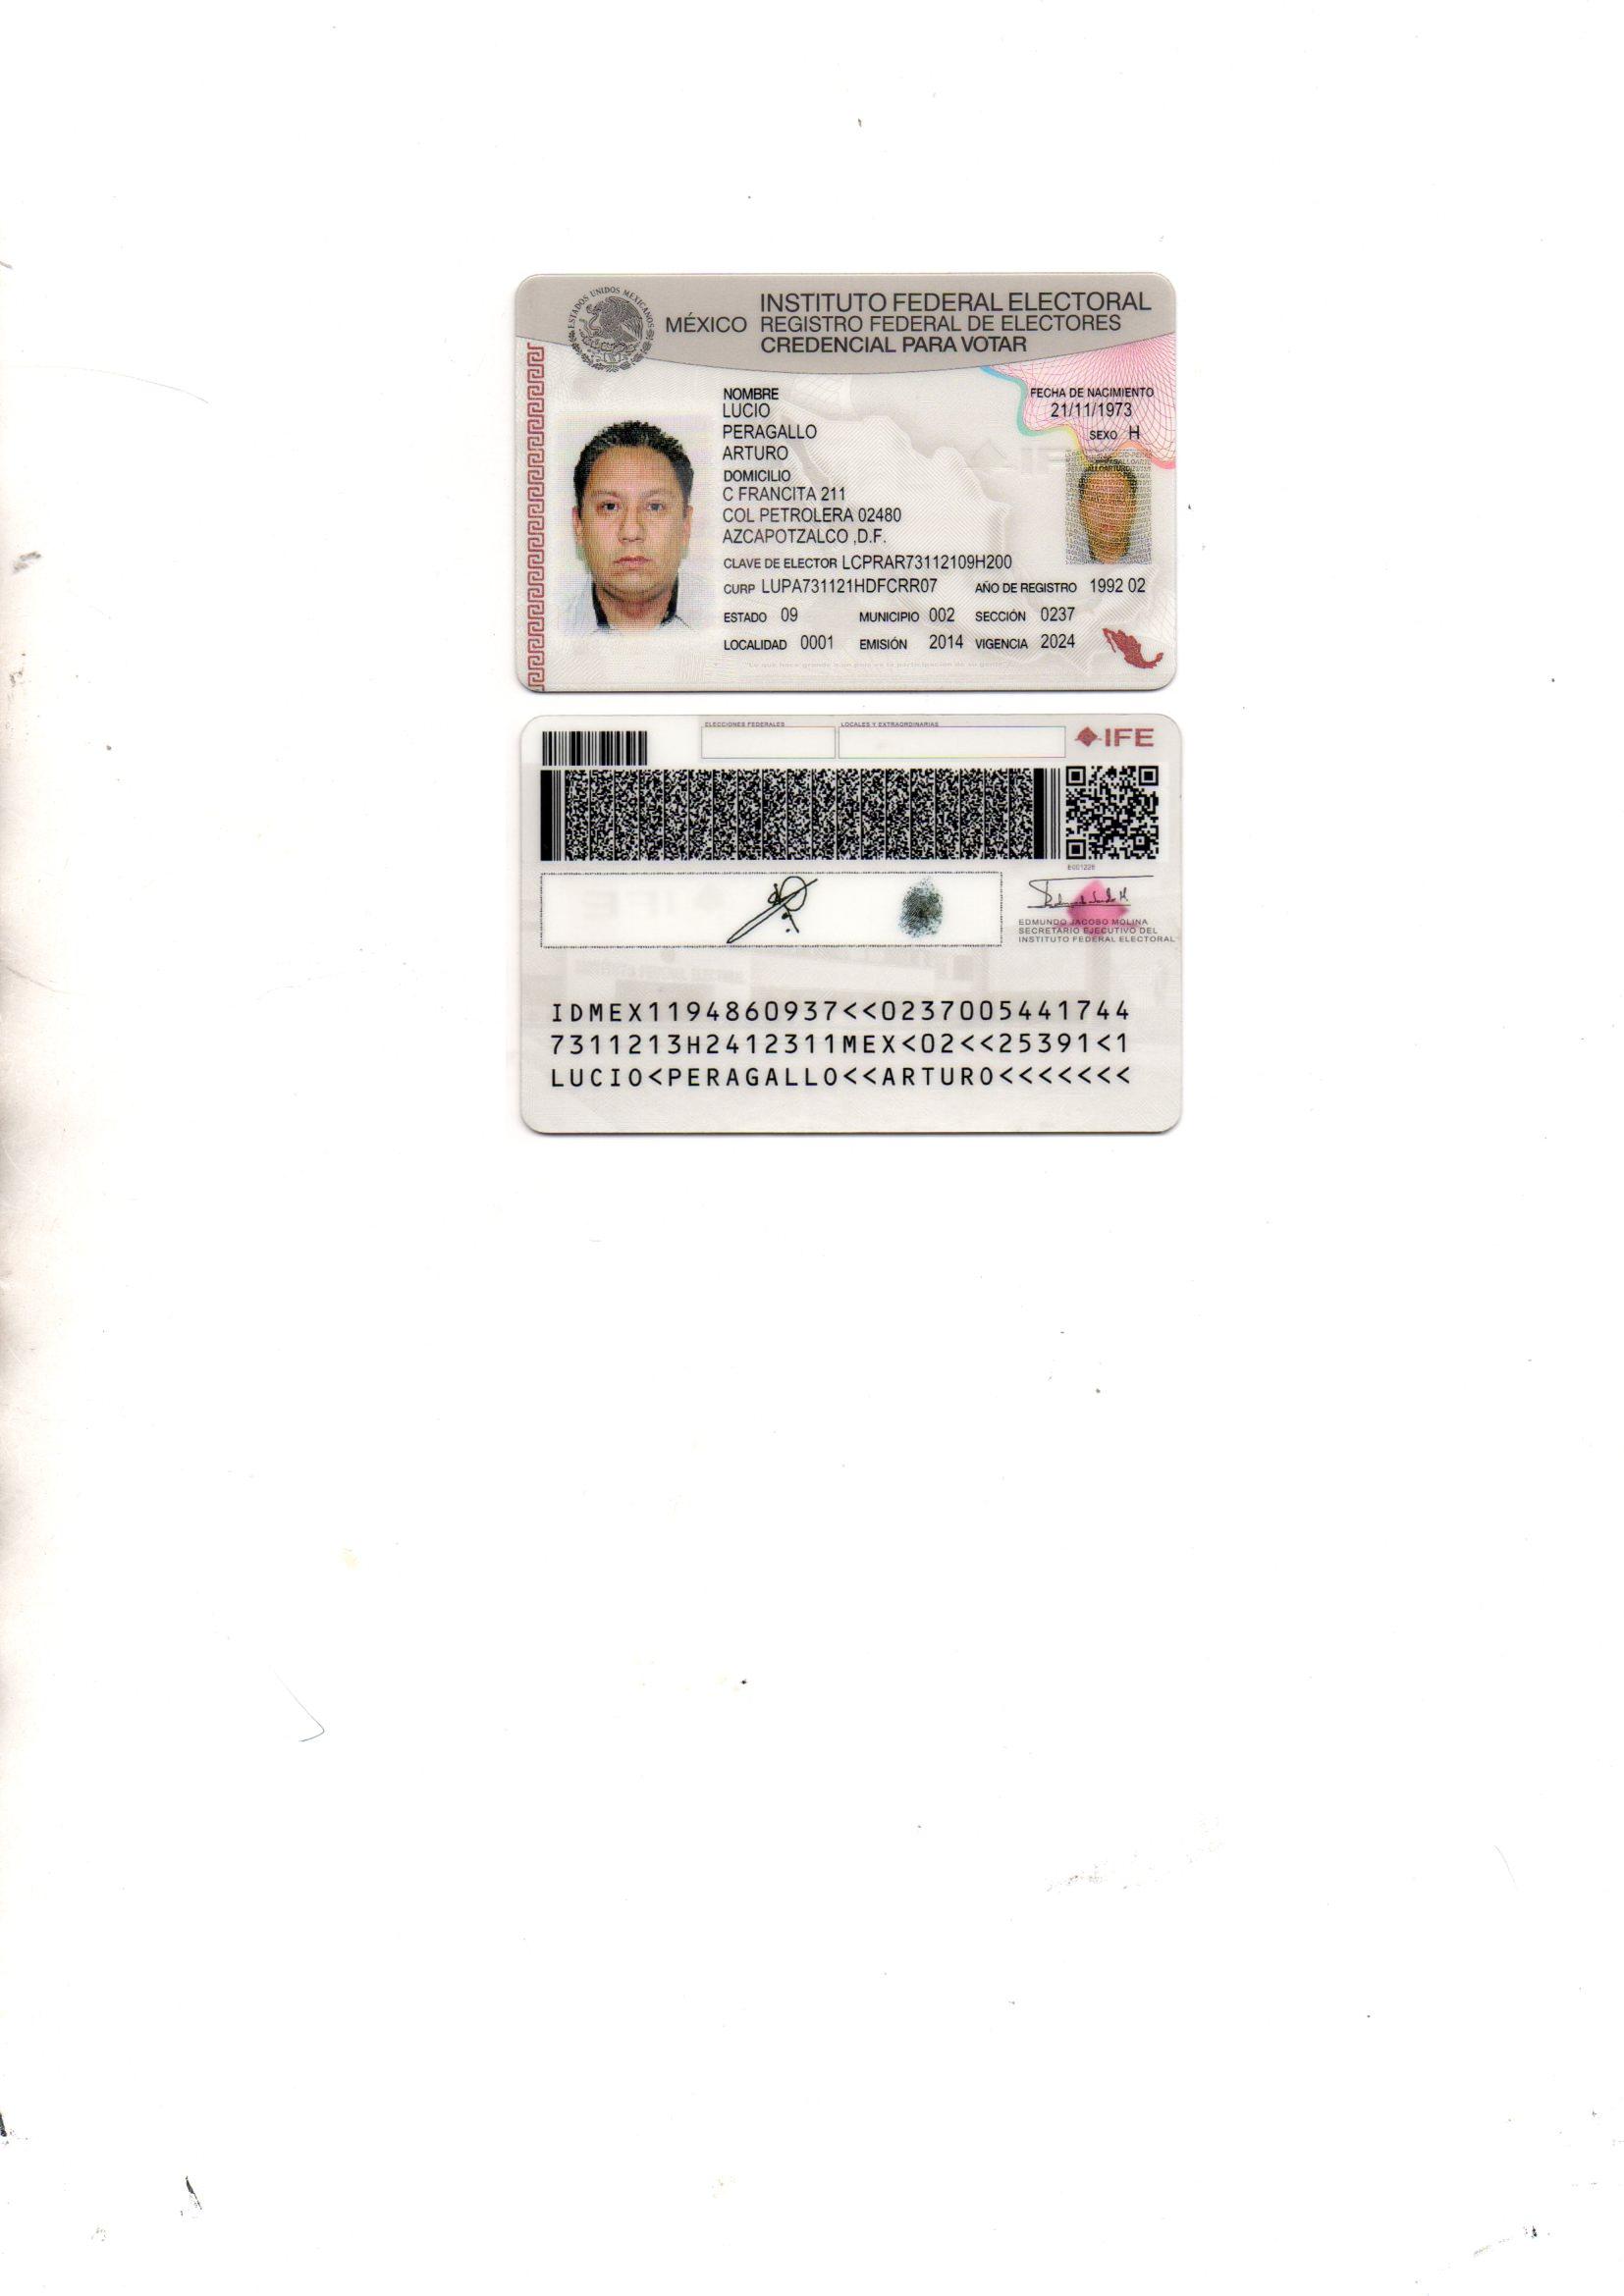 ESTADOS UNIDOS MEXICANOS
MÉXICO
INSTITUTO FEDERAL ELECTORAL
REGISTRO FEDERAL DE ELECTORES
CREDENCIAL PARA VOTAR
NOMBRE
LUCIO
PERAGALLO
ARTURO
FECHA DE NACIMIENTO
21/11/1973
SEXO H
DOMICILIO
C FRANCITA 211
COL PETROLERA 02480
AZCAPOTZALCO ,D.F.
CLAVE DE ELECTOR LCPRAR73112109H200
CURP LUPA731121HDFCRR07 AÑO DE REGISTRO 1992 02
ESTADO 09 MUNICIPIO 002 SECCIÓN 0237
LOCALIDAD 0001 EMISIÓN 2014 VIGENCIA 2024
ELECCIONES FEDERALES LOCALES Y EXTRAORDINARIAS
IFE
EDMUNDO JACOBO MOLINA
SECRETARIO EJECUTIVO DEL
INSTITUTO FEDERAL ELECTORAL
IDMEX1194860937<<0237005441744
7311213H2412311MEX<02<<25391<1
LUCIO<PERAGALLO<<ARTURO<<<<<<<